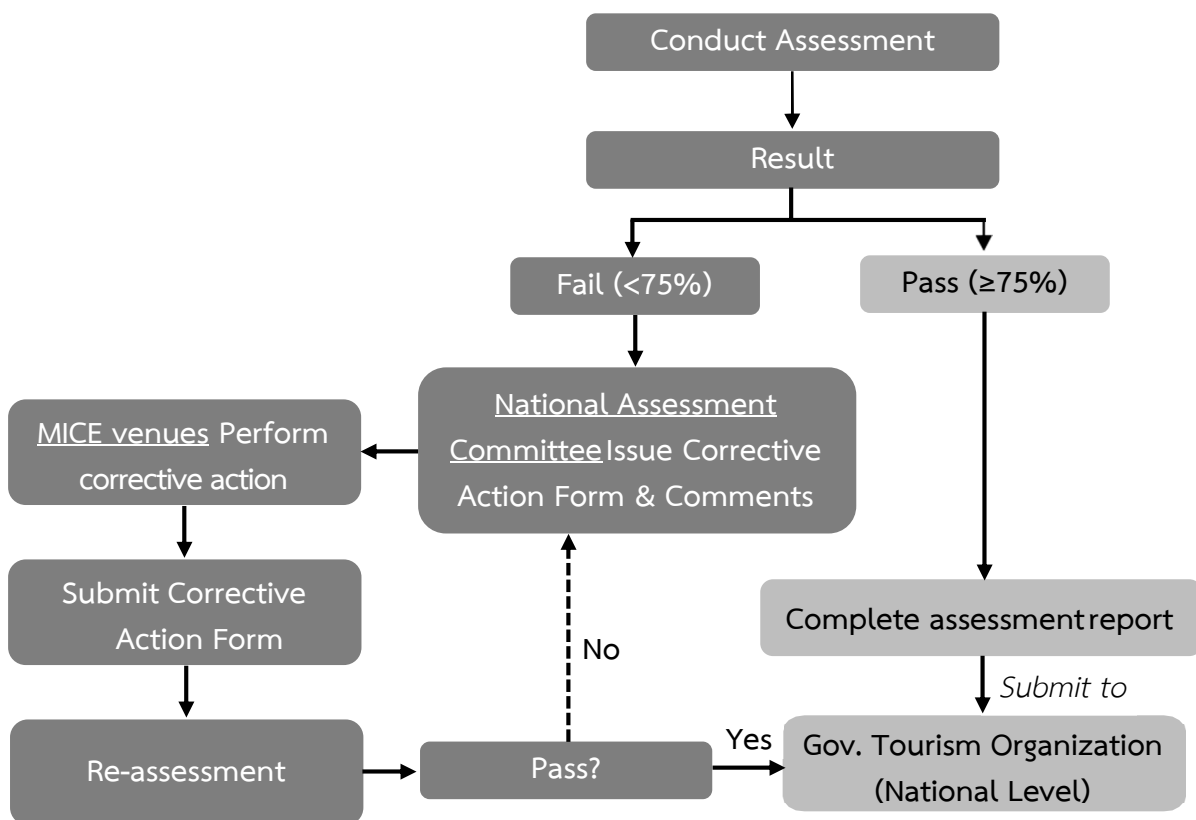 Conduct Assessment
Result
Fail (<75%)
Pass (≥75%)
National Assessment
Committee Issue Corrective
Action Form & Comments
MICE venues Perform
corrective action
Submit Corrective
Action Form
Complete assessment report
No
Submit to
Re-assessment
Pass?
Yes
Gov. Tourism Organization
(National Level)